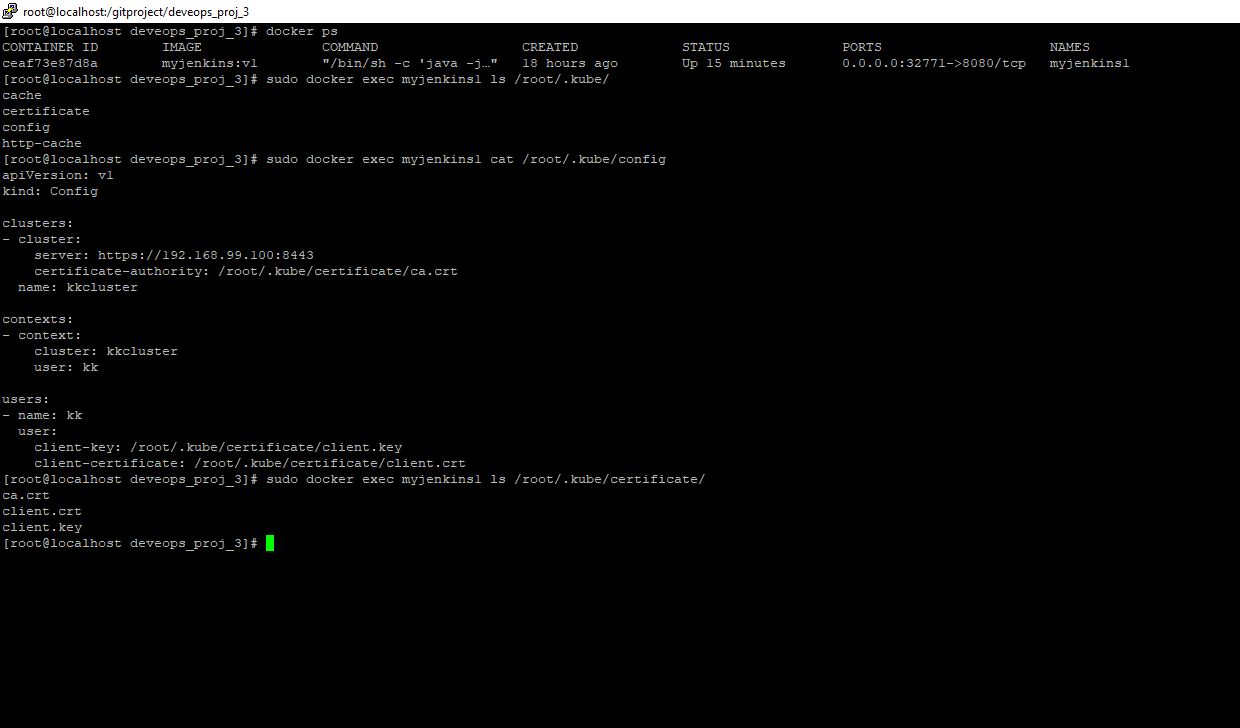 root@localhost:/gitproject/deveops_proj_3
[root@localhost deveops_proj_3]# docker ps
CONTAINER ID        IMAGE               COMMAND                  CREATED             STATUS              PORTS                     NAMES
ceaf73e87d8a        myjenkins:v1        "/bin/sh -c 'java -j…"   18 hours ago        Up 15 minutes       0.0.0.0:32771->8080/tcp   myjenkins1
[root@localhost deveops_proj_3]# sudo docker exec myjenkins1 ls /root/.kube/
cache
certificate
config
http-cache
[root@localhost deveops_proj_3]# sudo docker exec myjenkins1 cat /root/.kube/config
apiVersion: v1
kind: Config

clusters:
- cluster:
    server: https://192.168.99.100:8443
    certificate-authority: /root/.kube/certificate/ca.crt
  name: kkcluster

contexts:
- context:
    cluster: kkcluster
    user: kk

users:
- name: kk
  user:
    client-key: /root/.kube/certificate/client.key
    client-certificate: /root/.kube/certificate/client.crt
[root@localhost deveops_proj_3]# sudo docker exec myjenkins1 ls /root/.kube/certificate/
ca.crt
client.crt
client.key
[root@localhost deveops_proj_3]#